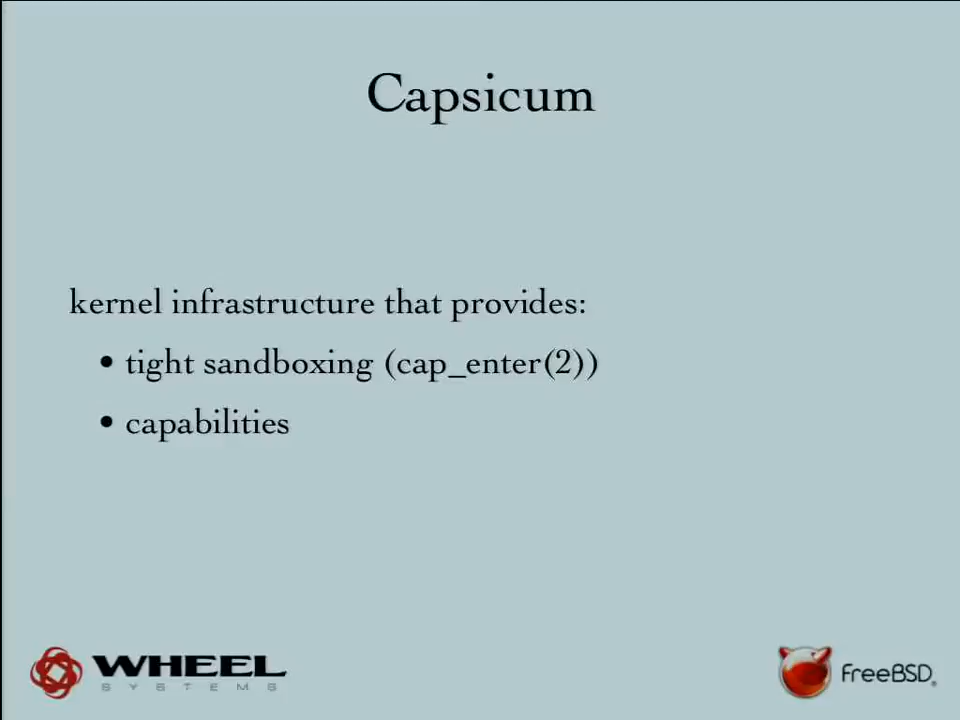 Capsicum
kernel infrastructure that provides:
• tight sandboxing (cap_enter(2))
• capabilities
WHEEL
SYSTEMS
FreeBSD®